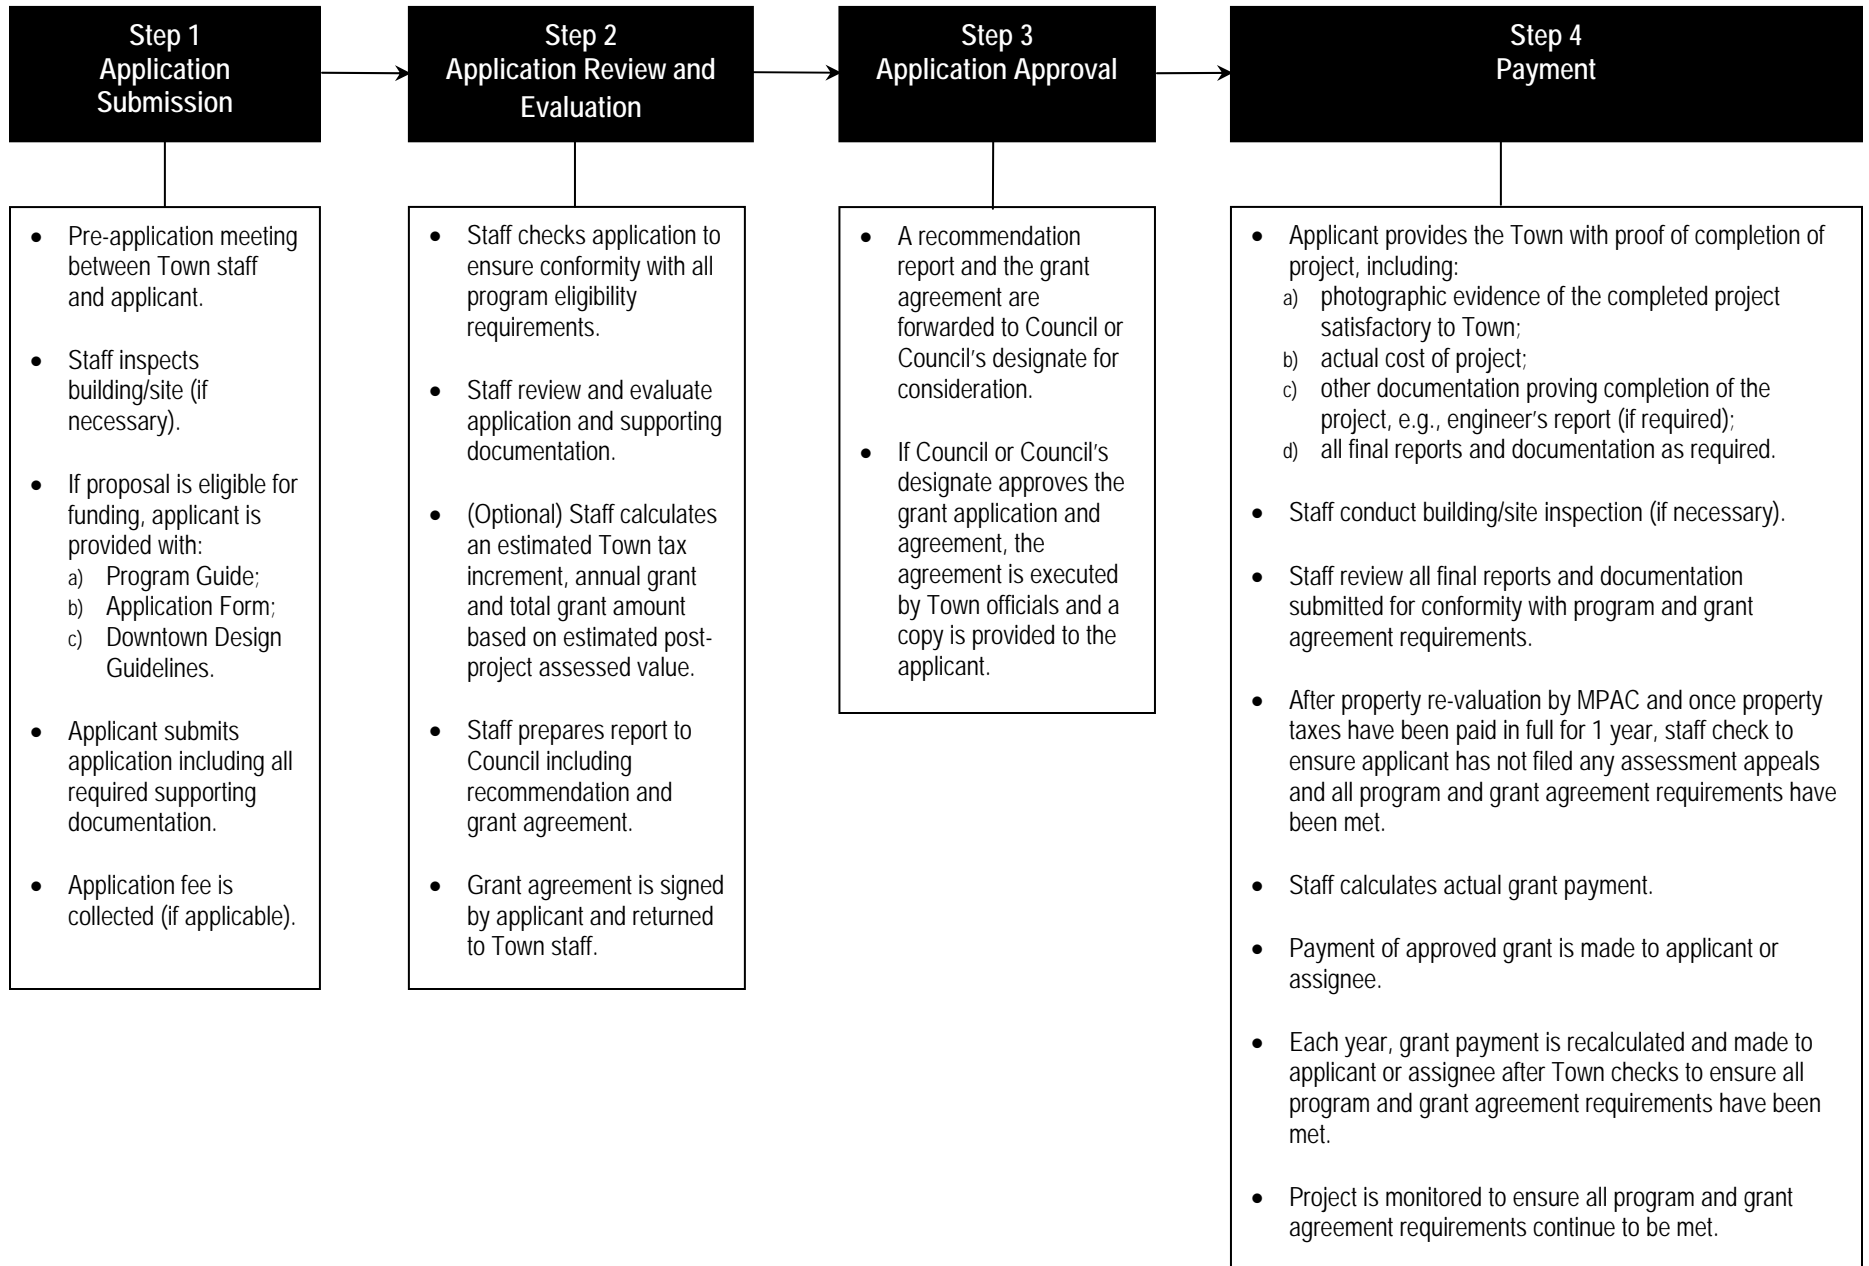 Step 1
Application
Submission
Step 2
Application Review and
Evaluation
Step 3
Application Approval
Step 4
Payment
• Pre-application meeting
between Town staff
and applicant.
• Staff inspects
building/site (if
necessary).
• If proposal is eligible for
funding, applicant is
provided with:
a) Program Guide;
b) Application Form;
c) Downtown Design
Guidelines.
• Applicant submits
application including all
required supporting
documentation.
• Application fee is
collected (if applicable).
• Staff checks application to
ensure conformity with all
program eligibility
requirements.
• Staff review and evaluate
application and supporting
documentation.
• (Optional) Staff calculates
an estimated Town tax
increment, annual grant
and total grant amount
based on estimated post-
project assessed value.
• Staff prepares report to
Council including
recommendation and
grant agreement.
• Grant agreement is signed
by applicant and returned
to Town staff.
• A recommendation
report and the grant
agreement are
forwarded to Council or
Council's designate for
consideration.
• If Council or Council's
designate approves the
grant application and
agreement, the
agreement is executed
by Town officials and a
copy is provided to the
applicant.
• Applicant provides the Town with proof of completion of
project, including:
a) photographic evidence of the completed project
satisfactory to Town;
b) actual cost of project;
c) other documentation proving completion of the
project, e.g., engineer's report (if required);
d) all final reports and documentation as required.
• Staff conduct building/site inspection (if necessary).
• Staff review all final reports and documentation
submitted for conformity with program and grant
agreement requirements.
• After property re-valuation by MPAC and once property
taxes have been paid in full for 1 year, staff check to
ensure applicant has not filed any assessment appeals
and all program and grant agreement requirements have
been met.
• Staff calculates actual grant payment.
• Payment of approved grant is made to applicant or
assignee.
• Each year, grant payment is recalculated and made to
applicant or assignee after Town checks to ensure all
program and grant agreement requirements have been
met.
• Project is monitored to ensure all program and grant
agreement requirements continue to be met.